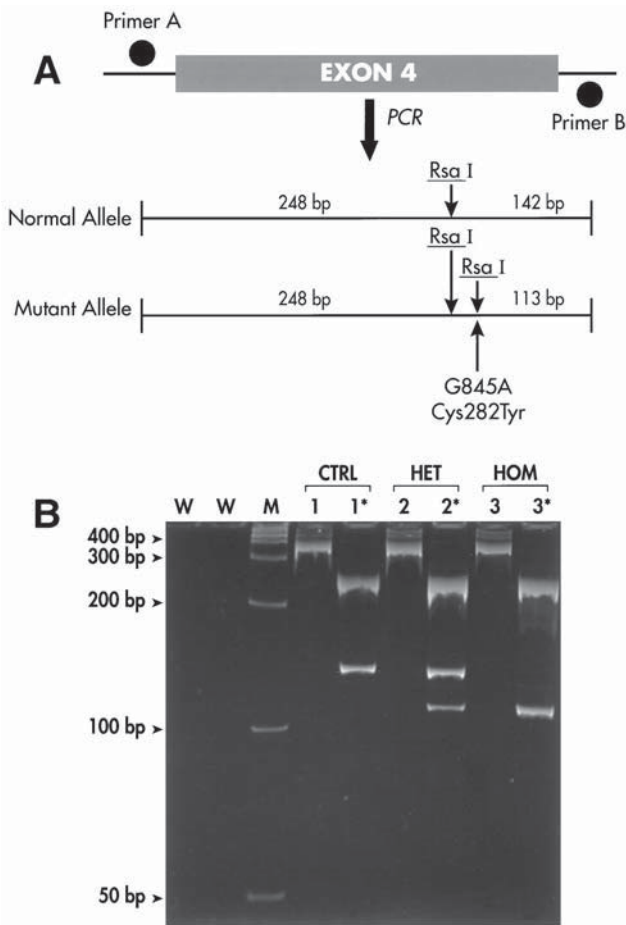 Primer A
A
EXON 4
PCR
Primer B
Rsa I
248 bp 142 bp
Normal Allele
Rsa I
Rsa I
248 bp 113 bp
Mutant Allele
G845A
Cys282Tyr
B
CTRL HET HOM
W W M 1 1* 2 2* 3 3*
400 bp
300 bp
200 bp
100 bp
50 bp